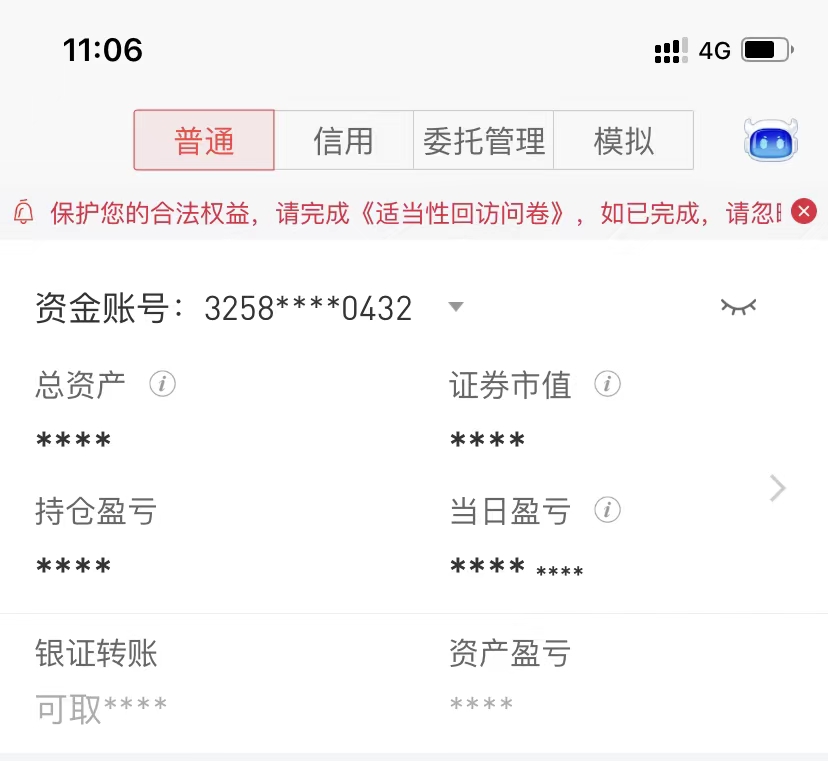 11:06 4G
普通 信用 委托管理 模拟
保护您的合法权益，请完成《适当性回访问卷》，如已完成，请忽
资金账号：3258****0432
总资产 i 证券市值 i
**** ****
持仓盈亏 当日盈亏 i
**** **** ****
银证转账 资产盈亏
可取**** ****